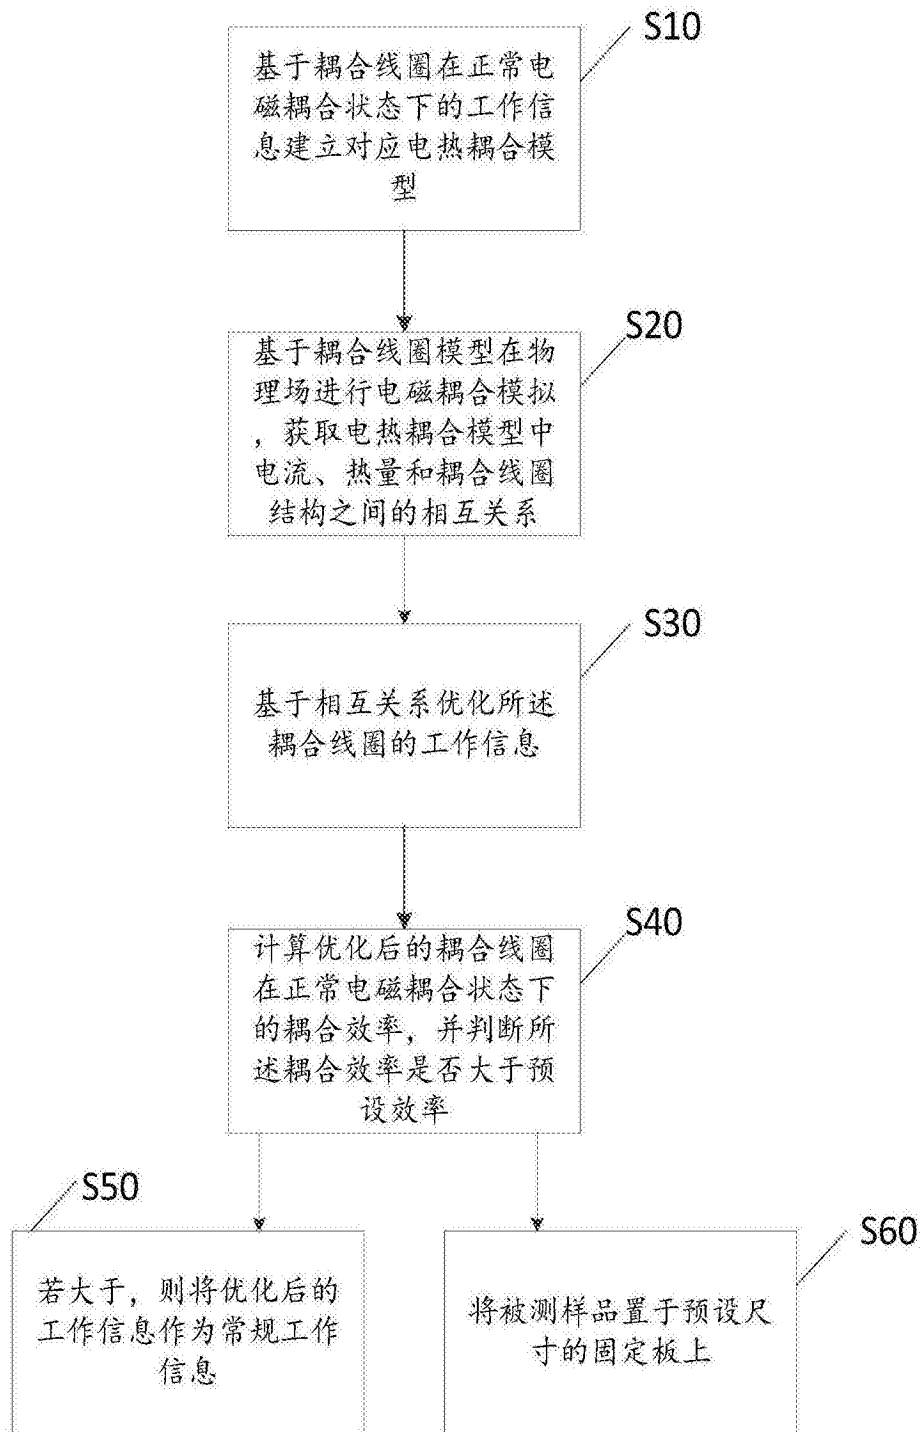 S10
基于耦合线圈在正常电
磁耦合状态下的工作信
息建立对应电热耦合模
型
S20
基于耦合线圈模型在物
理场进行电磁耦合模拟
，获取电热耦合模型中
电流、热量和耦合线圈
结构之间的相互关系
S30
基于相互关系优化所述
耦合线圈的工作信息
S40
计算优化后的耦合线圈
在正常电磁耦合状态下
的耦合效率，并判断所
述耦合效率是否大于预
设效率
S50
若大于，则将优化后的
工作信息作为常规工作
信息
S60
将被测样品置于预设尺
寸的固定板上